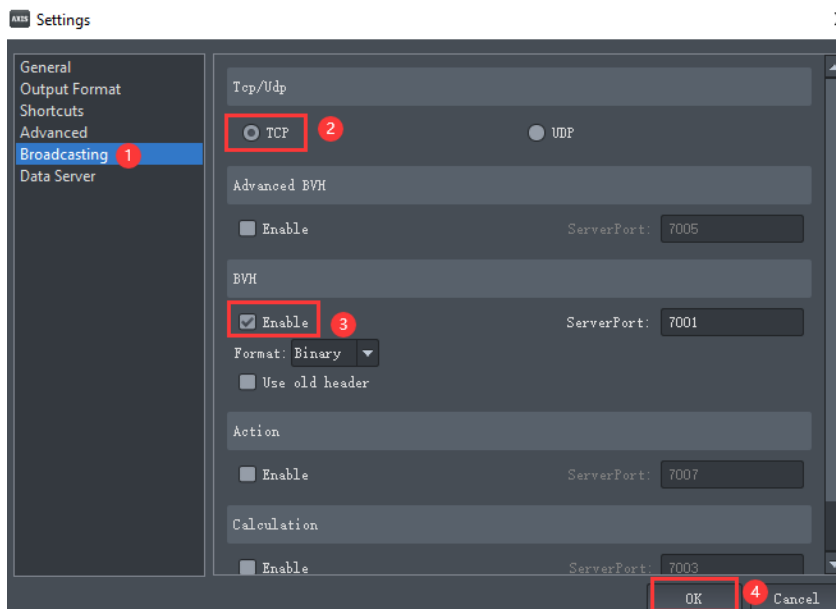 AXIS Settings
General
Output Format
Shortcuts
Advanced
Broadcasting 1
Data Server
Tcp/Udp
TCP 2 UDP
Advanced BVH
Enable ServerPort: 7005
BVH
Enable 3 ServerPort: 7001
Format: Binary
Use old header
Action
Enable ServerPort: 7007
Calculation
Enable ServerPort: 7003
OK 4 Cancel